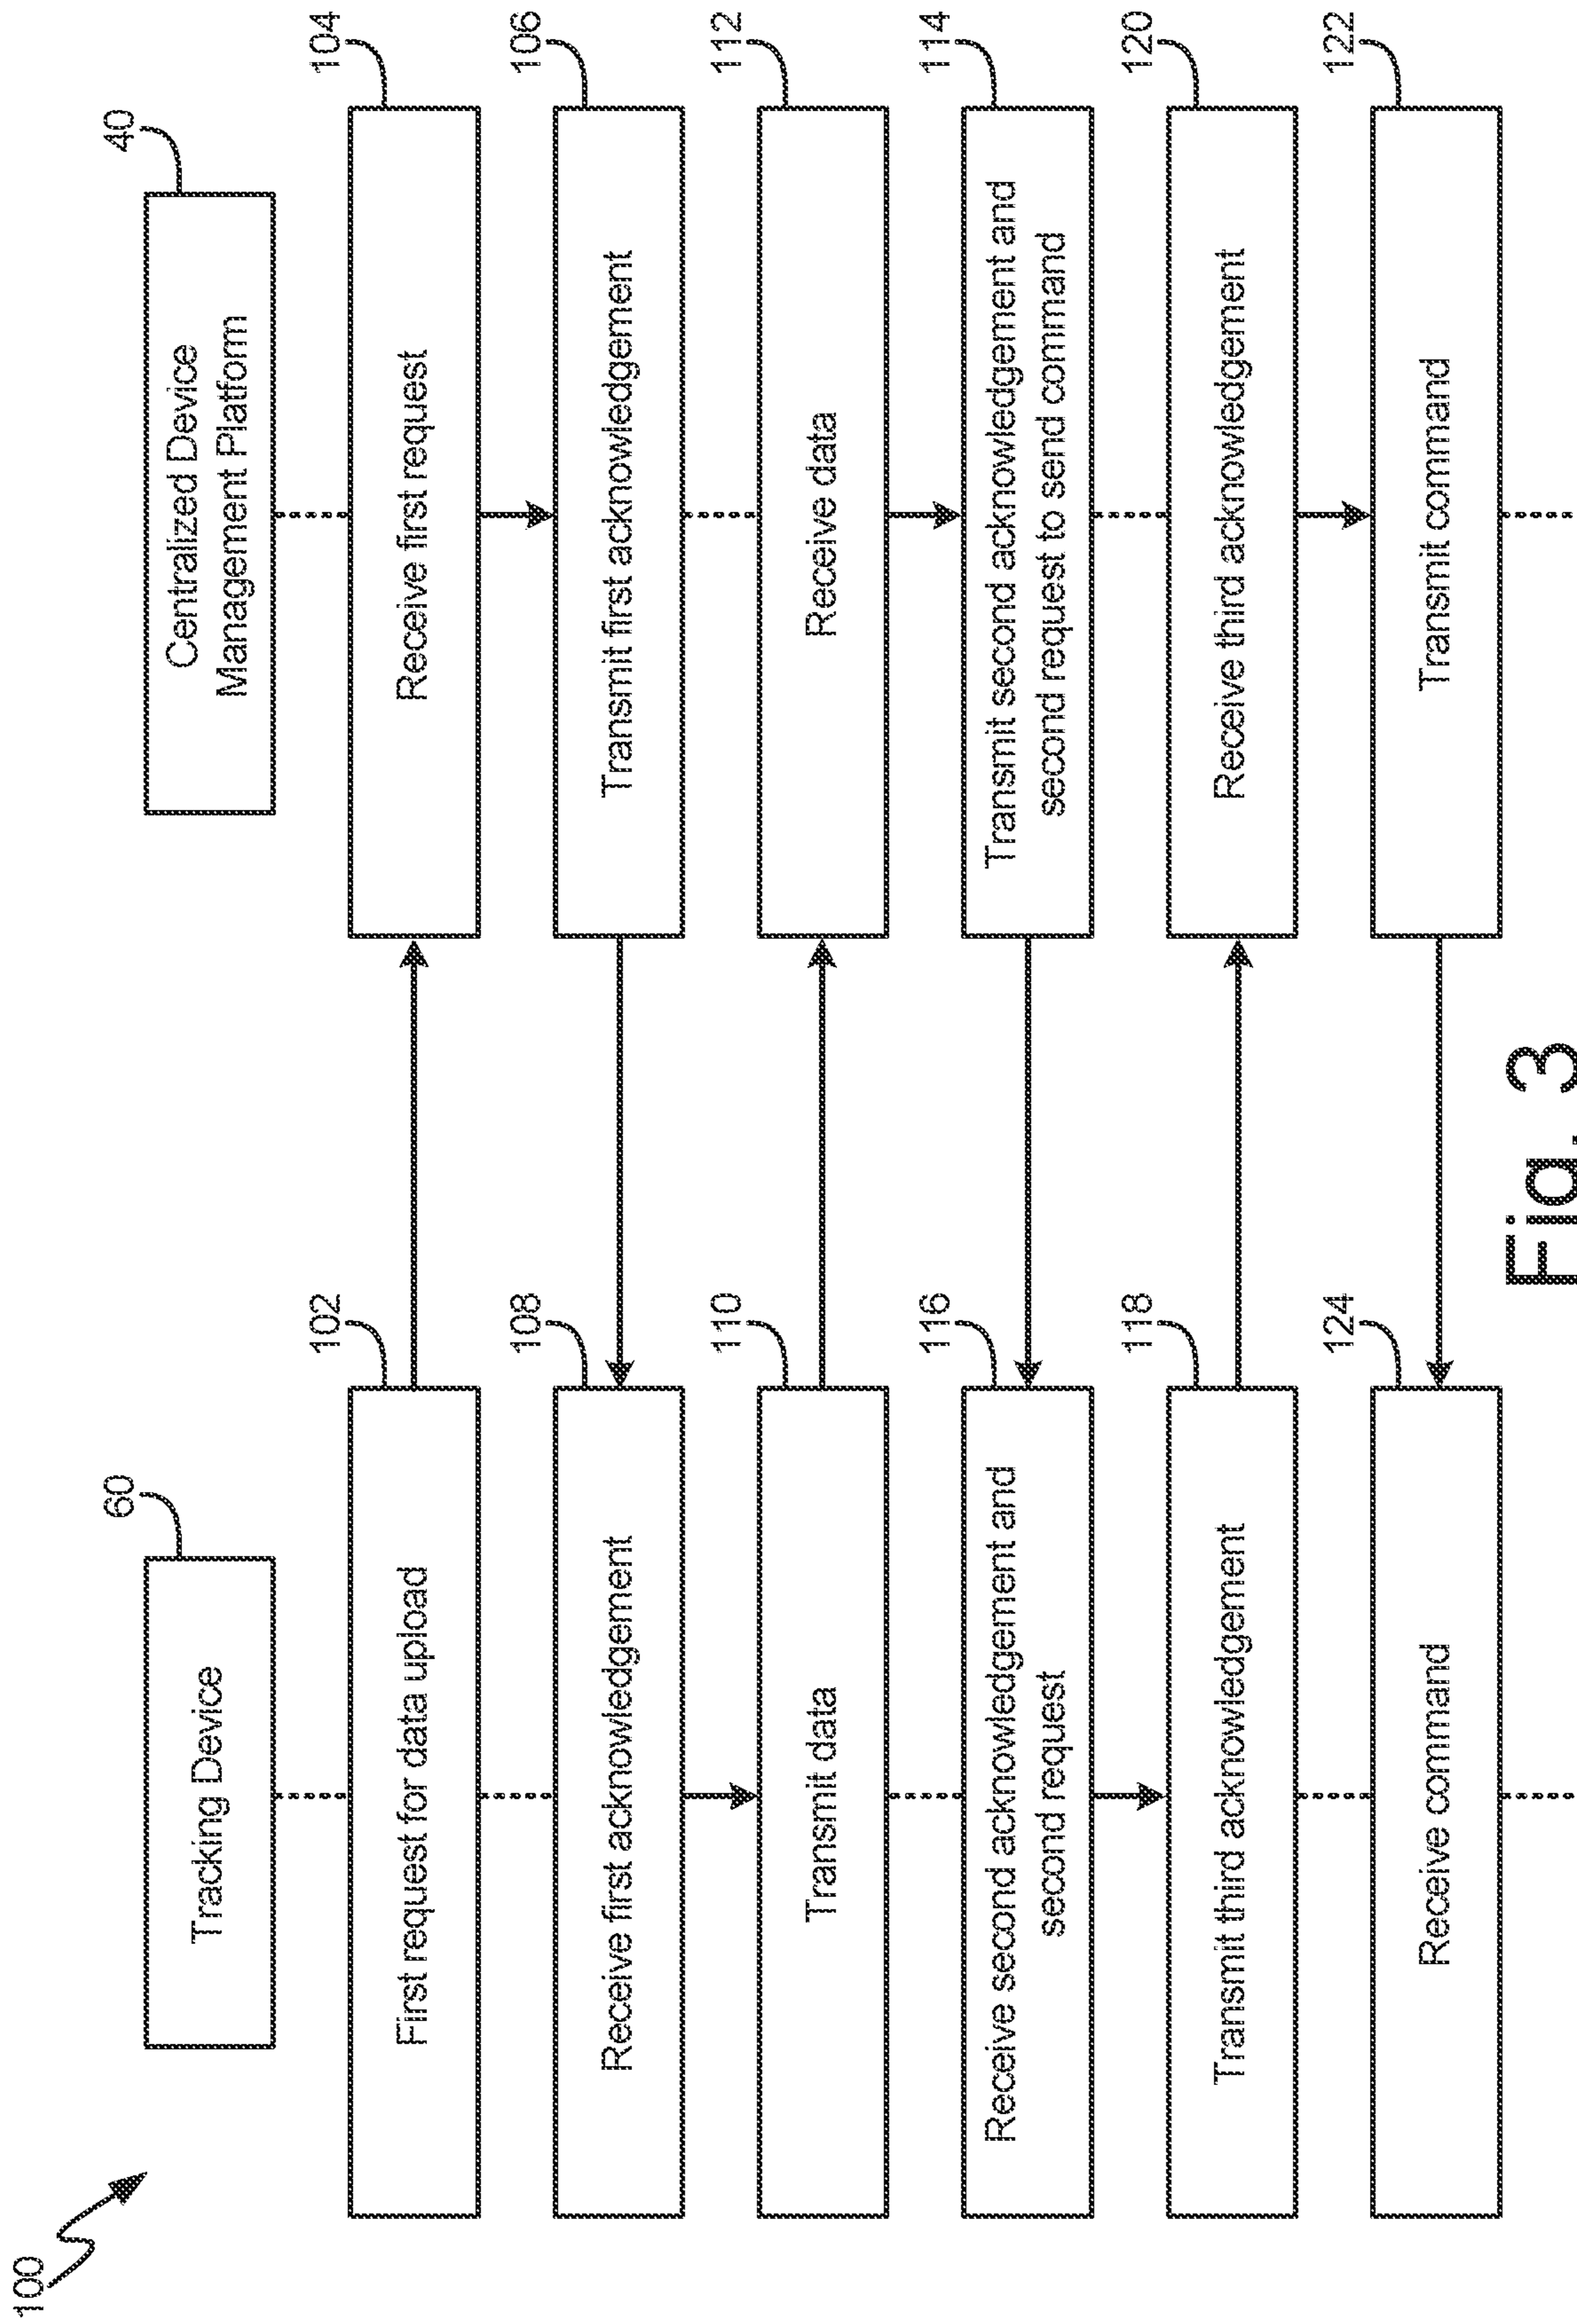 100
Tracking Device
60
Centralized Device
Management Platform
40
First request for data upload
102
Receive first request
104
Receive first acknowledgement
108
Transmit first acknowledgement
106
Transmit data
110
Receive data
112
Receive second acknowledgement and
second request
116
Transmit second acknowledgement and
second request to send command
114
Transmit third acknowledgement
118
Receive third acknowledgement
120
Receive command
124
Transmit command
122
Fig. 3